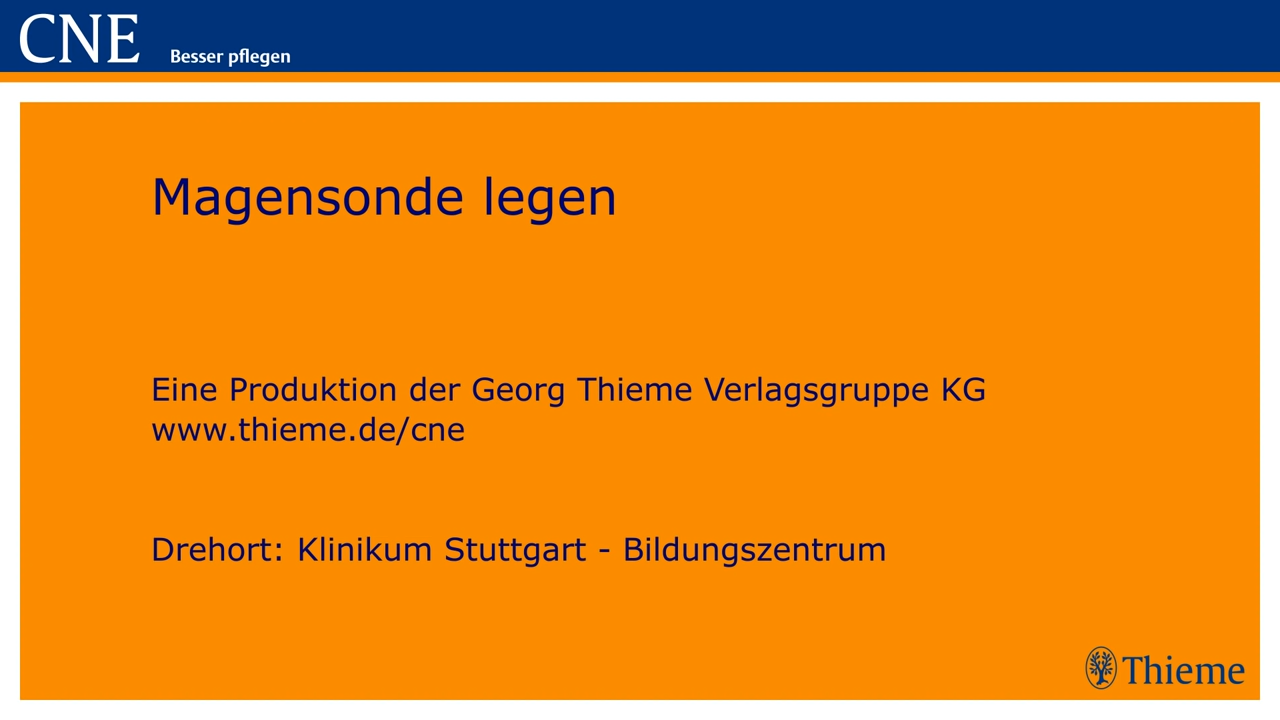 CNE
Besser pflegen
Magensonde legen
Eine Produktion der Georg Thieme Verlagsgruppe KG
www.thieme.de/cne
Drehort: Klinikum Stuttgart - Bildungszentrum
Thieme